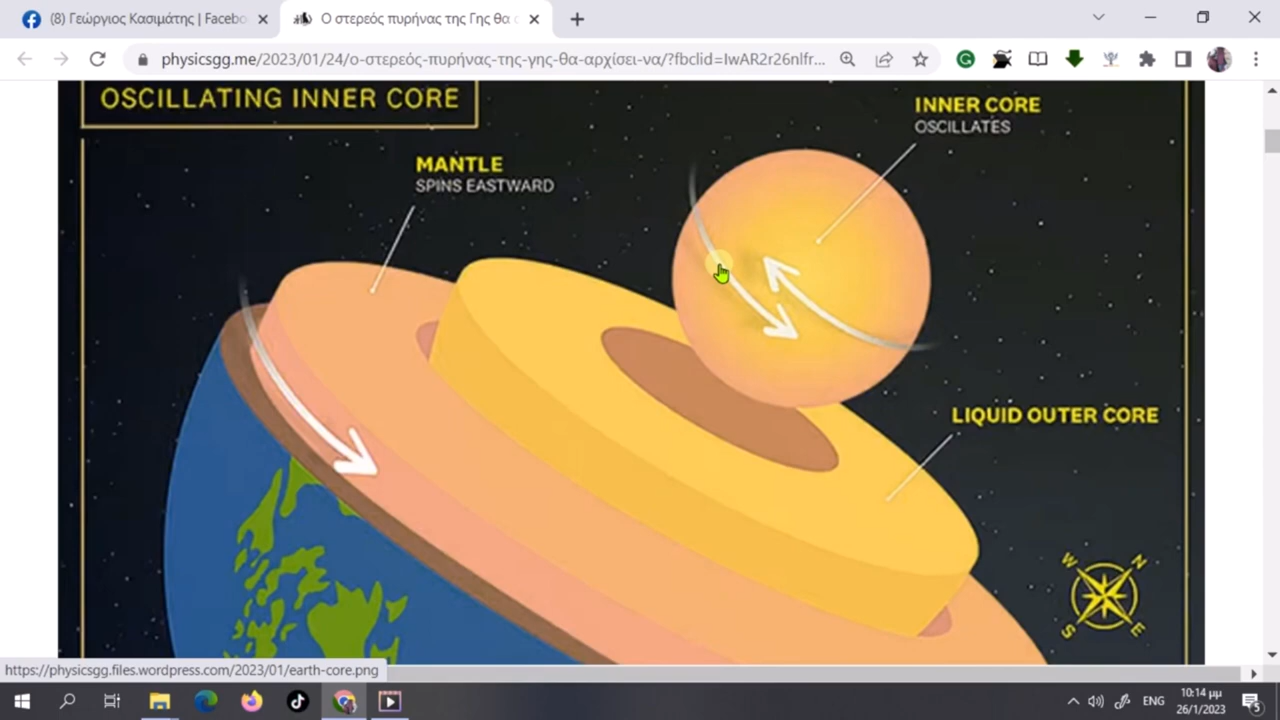 (8) Γεώργιος Κασιμάτης | Facebo
Ο στερεός πυρήνας της Γης θα
physicsgg.me/2023/01/24/ο-στερεός-πυρήνας-της-γης-θα-αρχίσει-να/?fbclid=IwAR2r26nlfr...
OSCILLATING INNER CORE
INNER CORE
OSCILLATES
MANTLE
SPINS EASTWARD
LIQUID OUTER CORE
W
N
S
E
https://physicsgg.files.wordpress.com/2023/01/earth-core.png
ENG
10:14 μμ
26/1/2023
5